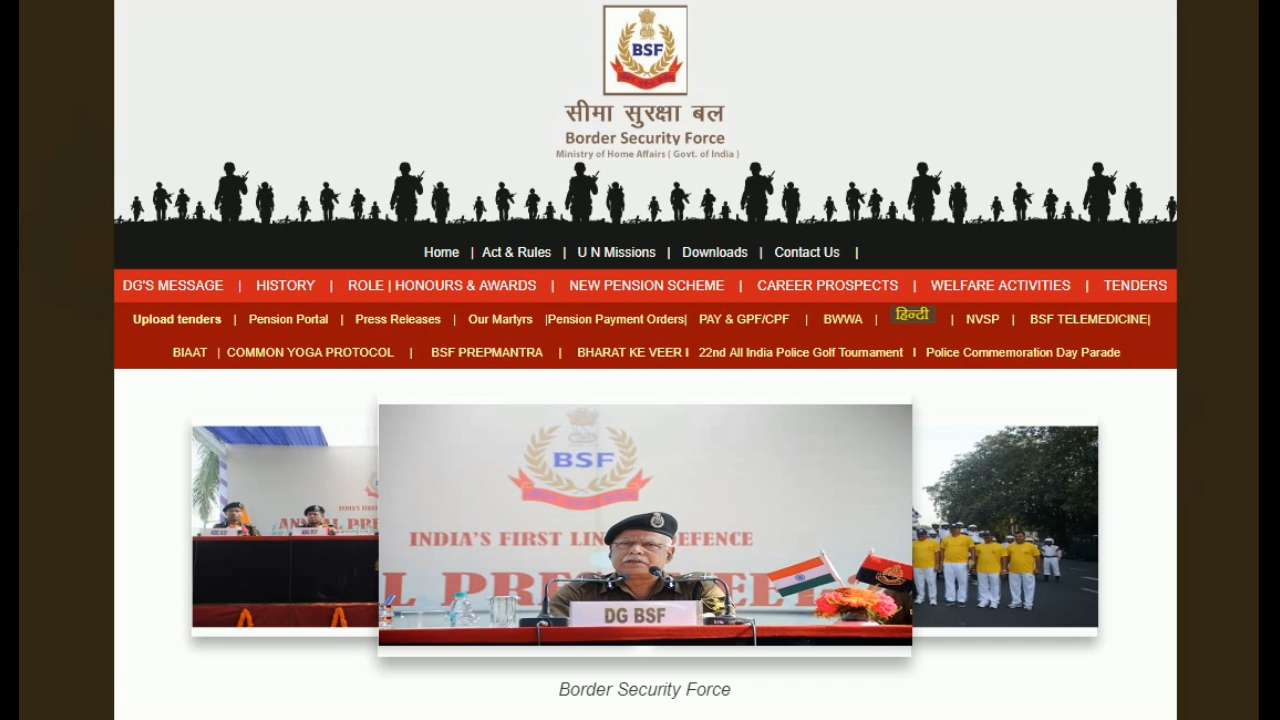 BSF
सीमा सुरक्षा बल
Border Security Force
Ministry of Home Affairs ( Govt. of India )
Home | Act & Rules | U N Missions | Downloads | Contact Us |
DG'S MESSAGE | HISTORY | ROLE | HONOURS & AWARDS | NEW PENSION SCHEME | CAREER PROSPECTS | WELFARE ACTIVITIES | TENDERS
Upload tenders | Pension Portal | Press Releases | Our Martyrs |Pension Payment Orders| PAY & GPF/CPF | BWWA | हिन्दी | NVSP | BSF TELEMEDICINE|
BIAAT | COMMON YOGA PROTOCOL | BSF PREPMANTRA | BHARAT KE VEER I 22nd All India Police Golf Tournament I Police Commemoration Day Parade
BSF
INDIA'S FIRST LIN DEFENCE
L PRE EET
DG BSF
Border Security Force